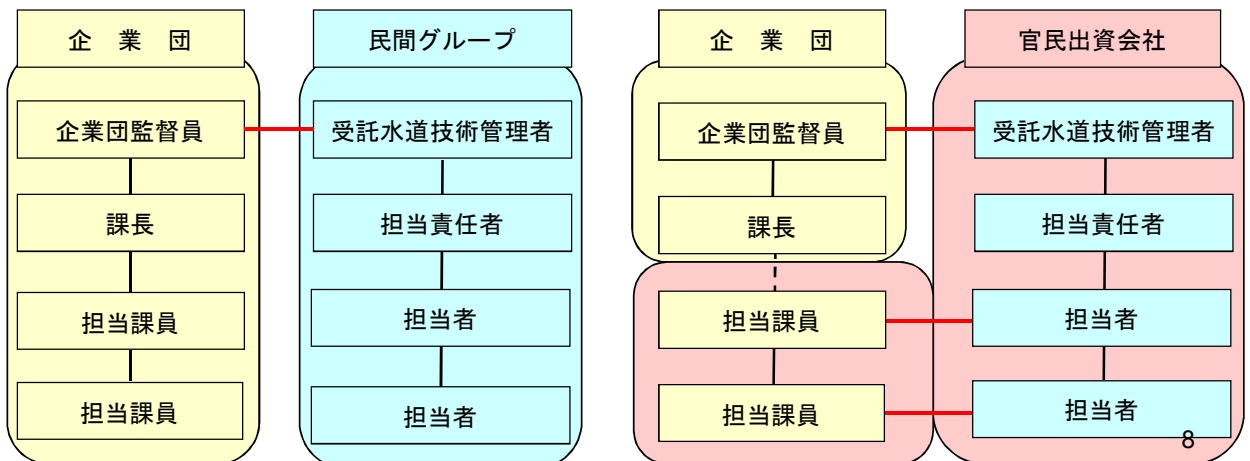 企　業　団
民間グループ
企業団監督員
受託水道技術管理者
課長
担当責任者
担当課員
担当者
担当課員
担当者
企　業　団
官民出資会社
企業団監督員
受託水道技術管理者
課長
担当責任者
担当課員
担当者
担当課員
担当者
8